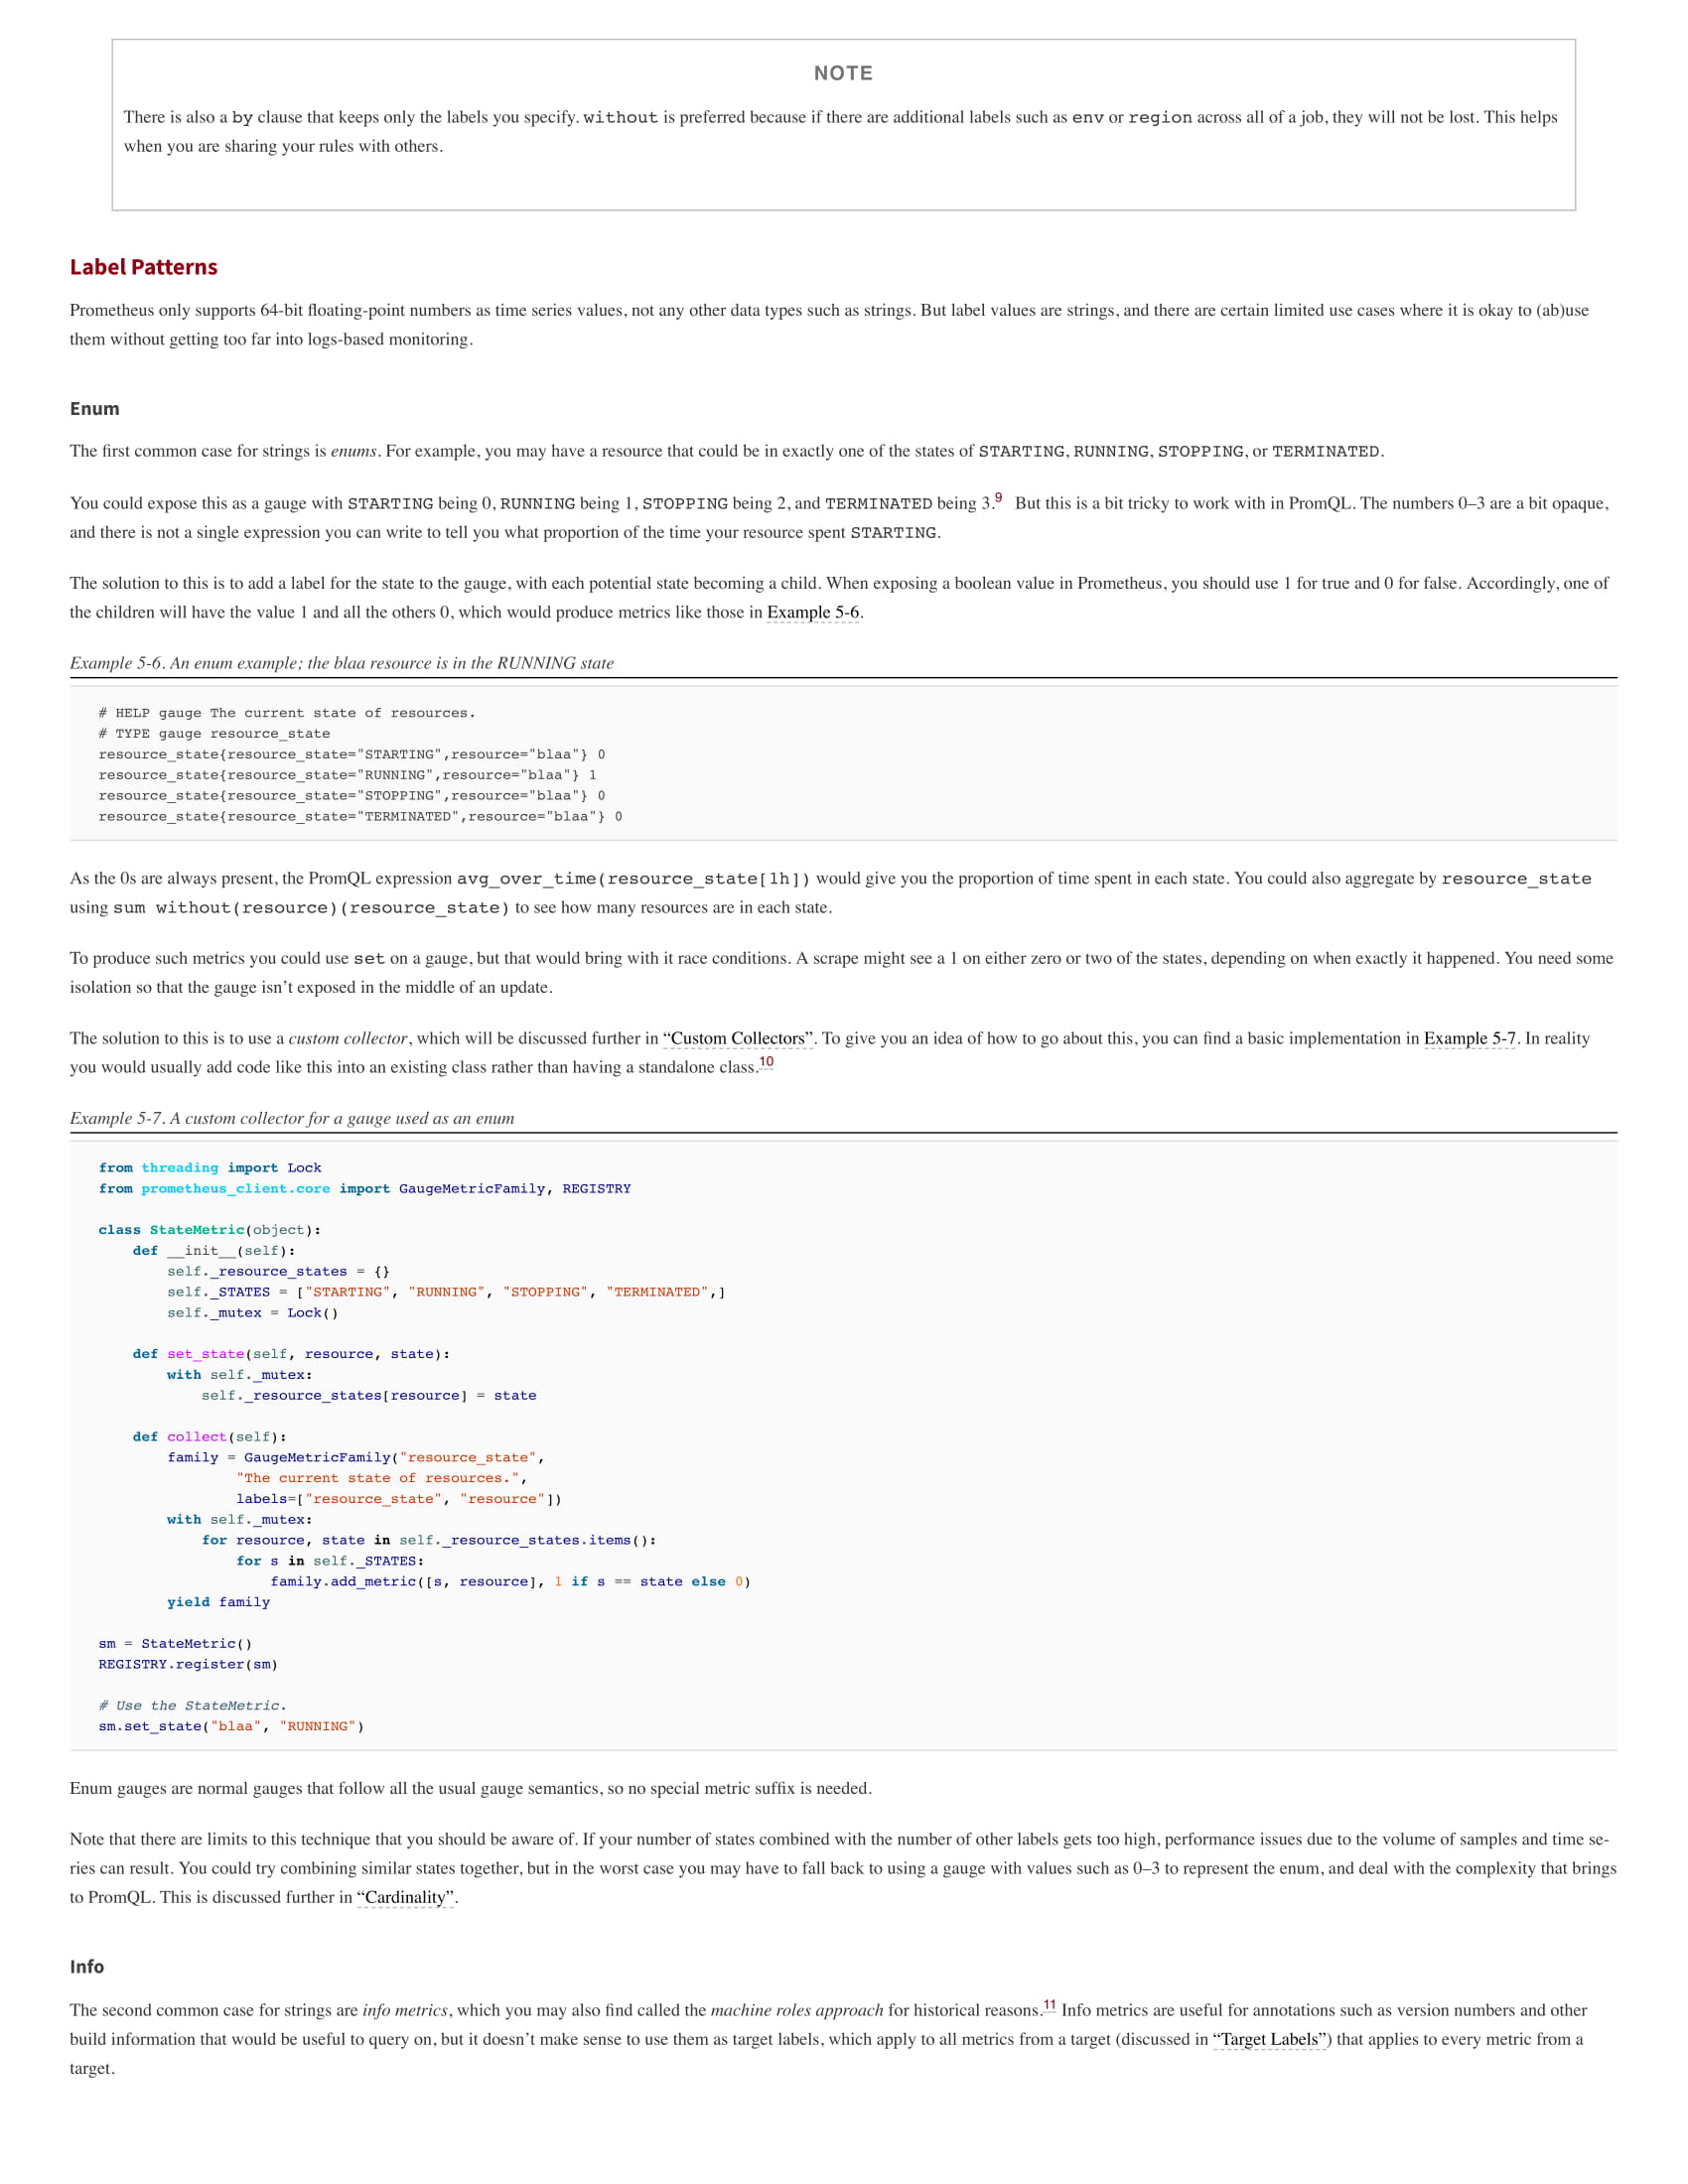 NOTE
There is also a by clause that keeps only the labels you specify. without is preferred because if there are additional labels such as env or region across all of a job, they will not be lost. This helps
when you are sharing your rules with others.
Label Patterns
Prometheus only supports 64-bit floating-point numbers as time series values, not any other data types such as strings. But label values are strings, and there are certain limited use cases where it is okay to (ab)use
them without getting too far into logs-based monitoring.
Enum
The first common case for strings is enums. For example, you may have a resource that could be in exactly one of the states of STARTING, RUNNING, STOPPING, or TERMINATED.
You could expose this as a gauge with STARTING being 0, RUNNING being 1, STOPPING being 2, and TERMINATED being 3.9 But this is a bit tricky to work with in PromQL. The numbers 0–3 are a bit opaque,
and there is not a single expression you can write to tell you what proportion of the time your resource spent STARTING.
The solution to this is to add a label for the state to the gauge, with each potential state becoming a child. When exposing a boolean value in Prometheus, you should use 1 for true and 0 for false. Accordingly, one of
the children will have the value 1 and all the others 0, which would produce metrics like those in Example 5-6.
Example 5-6. An enum example; the blaa resource is in the RUNNING state
# HELP gauge The current state of resources.
# TYPE gauge resource_state
resource_state{resource_state="STARTING",resource="blaa"} 0
resource_state{resource_state="RUNNING",resource="blaa"} 1
resource_state{resource_state="STOPPING",resource="blaa"} 0
resource_state{resource_state="TERMINATED",resource="blaa"} 0
As the 0s are always present, the PromQL expression avg_over_time(resource_state[1h]) would give you the proportion of time spent in each state. You could also aggregate by resource_state
using sum without(resource)(resource_state) to see how many resources are in each state.
To produce such metrics you could use set on a gauge, but that would bring with it race conditions. A scrape might see a 1 on either zero or two of the states, depending on when exactly it happened. You need some
isolation so that the gauge isn’t exposed in the middle of an update.
The solution to this is to use a custom collector, which will be discussed further in “Custom Collectors”. To give you an idea of how to go about this, you can find a basic implementation in Example 5-7. In reality
you would usually add code like this into an existing class rather than having a standalone class.10
Example 5-7. A custom collector for a gauge used as an enum
from threading import Lock
from prometheus_client.core import GaugeMetricFamily, REGISTRY
class StateMetric(object):
    def __init__(self):
        self._resource_states = {}
        self._STATES = ["STARTING", "RUNNING", "STOPPING", "TERMINATED",]
        self._mutex = Lock()
    def set_state(self, resource, state):
        with self._mutex:
            self._resource_states[resource] = state
    def collect(self):
        family = GaugeMetricFamily("resource_state",
                "The current state of resources.",
                labels=["resource_state", "resource"])
        with self._mutex:
            for resource, state in self._resource_states.items():
                for s in self._STATES:
                    family.add_metric([s, resource], 1 if s == state else 0)
        yield family
sm = StateMetric()
REGISTRY.register(sm)
# Use the StateMetric.
sm.set_state("blaa", "RUNNING")
Enum gauges are normal gauges that follow all the usual gauge semantics, so no special metric suffix is needed.
Note that there are limits to this technique that you should be aware of. If your number of states combined with the number of other labels gets too high, performance issues due to the volume of samples and time se-
ries can result. You could try combining similar states together, but in the worst case you may have to fall back to using a gauge with values such as 0–3 to represent the enum, and deal with the complexity that brings
to PromQL. This is discussed further in “Cardinality”.
Info
The second common case for strings are info metrics, which you may also find called the machine roles approach for historical reasons.11 Info metrics are useful for annotations such as version numbers and other
build information that would be useful to query on, but it doesn’t make sense to use them as target labels, which apply to all metrics from a target (discussed in “Target Labels”) that applies to every metric from a
target.